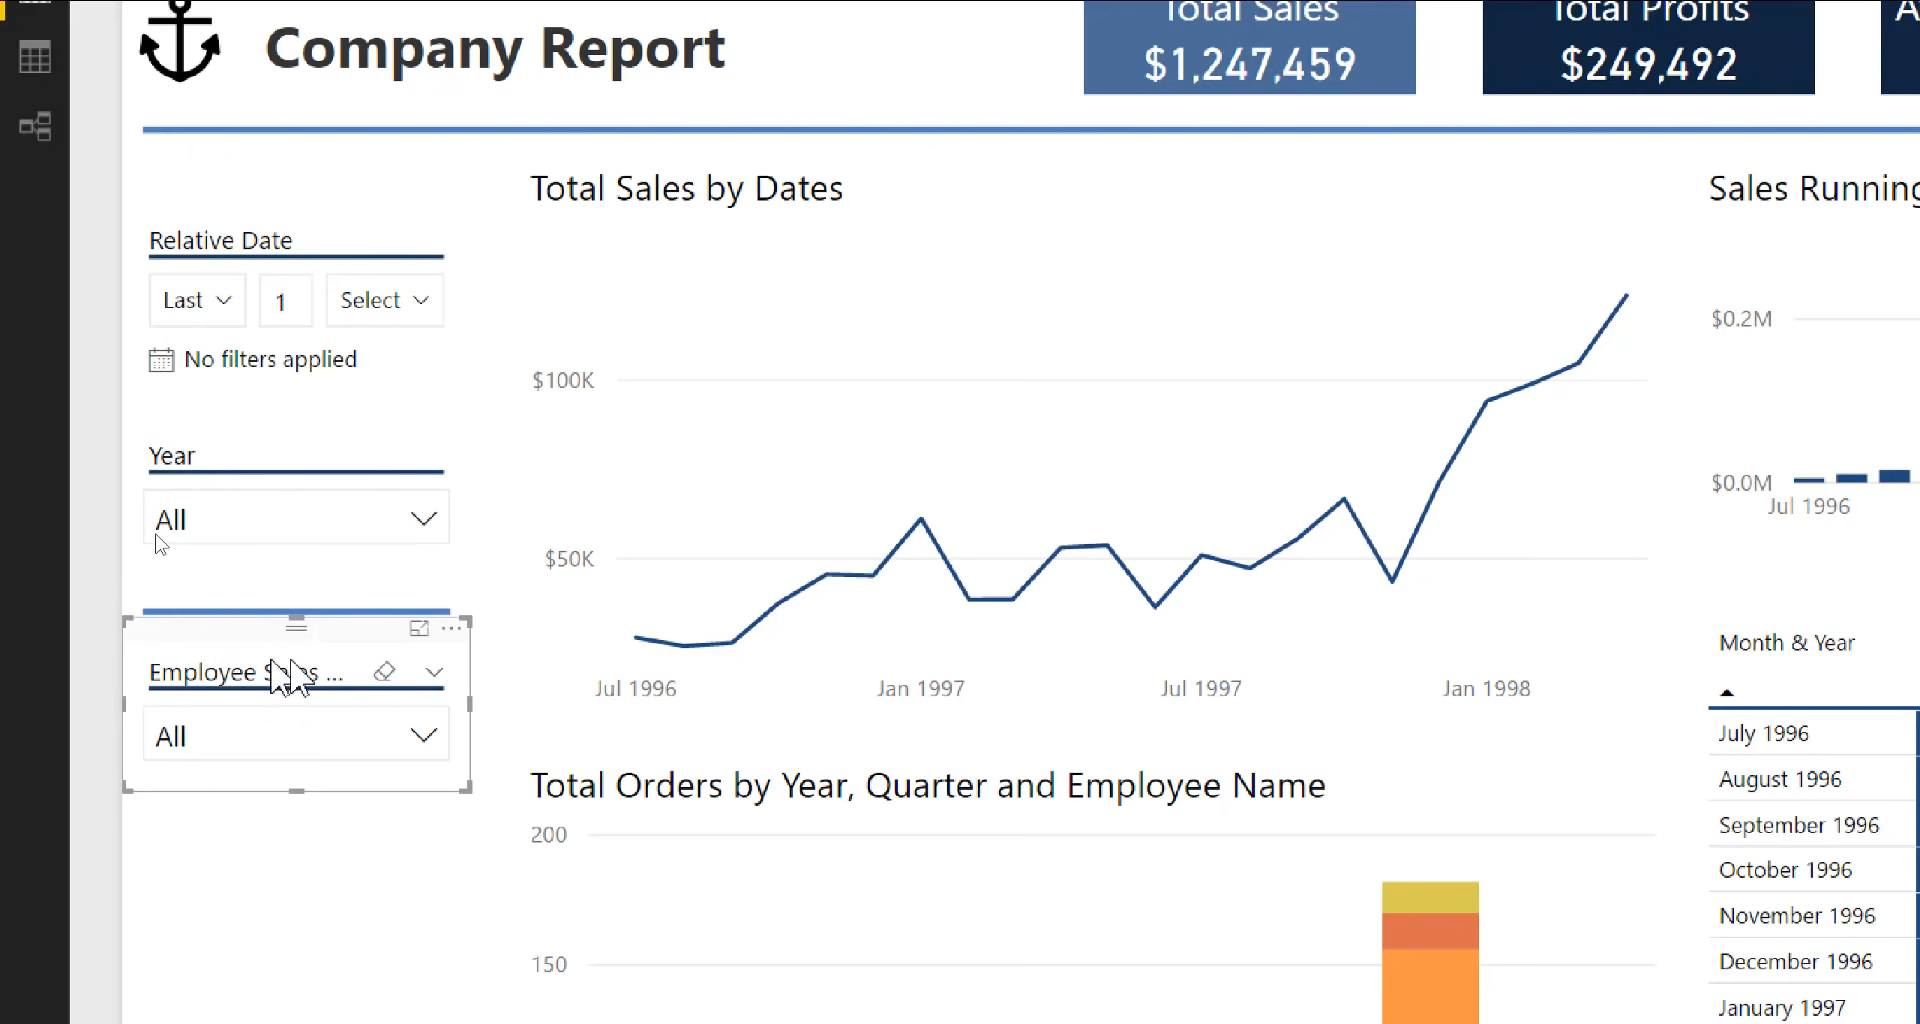 Company Report
Total Sales
$1,247,459
Total Profits
$249,492
Relative Date
Last
1
Select
No filters applied
Year
All
Employee Sales ...
All
Total Sales by Dates
$100K
$50K
Jul 1996
Jan 1997
Jul 1997
Jan 1998
Total Orders by Year, Quarter and Employee Name
200
150
Sales Running
$0.2M
$0.0M
Jul 1996
Month & Year
July 1996
August 1996
September 1996
October 1996
November 1996
December 1996
January 1997